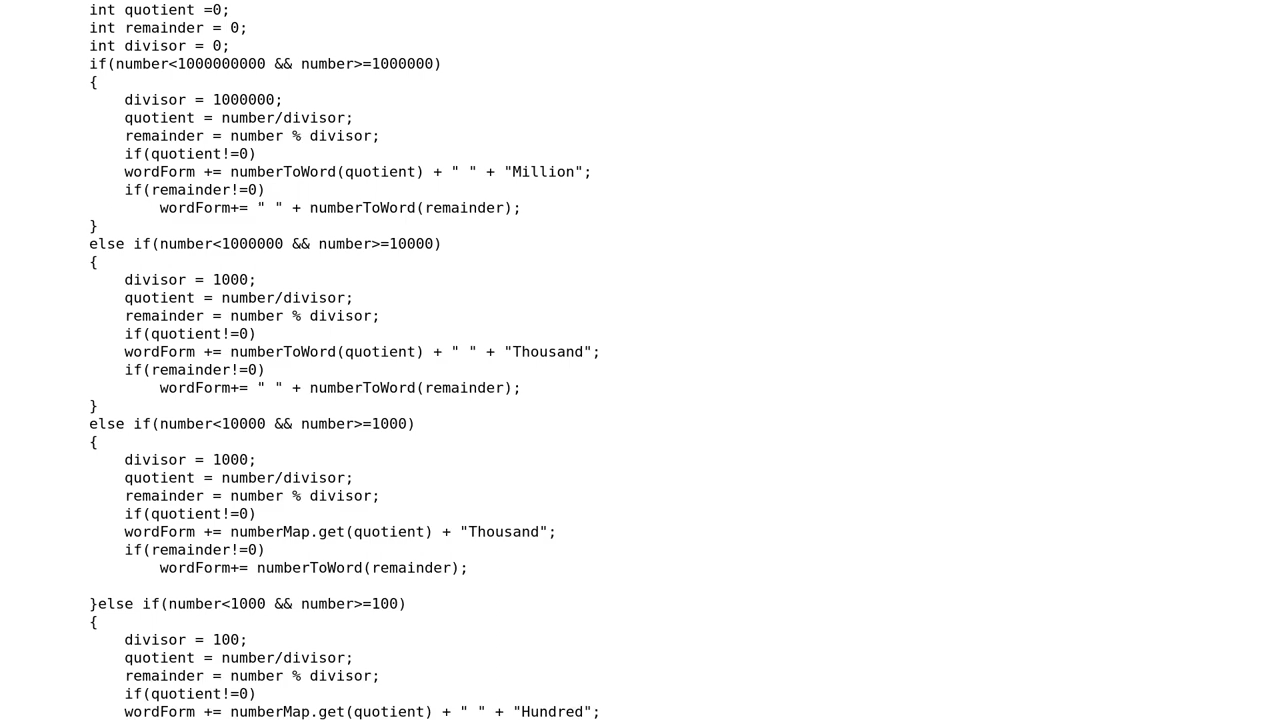 int quotient =0;
int remainder = 0;
int divisor = 0;
if(number<1000000000 && number>=1000000)
{
    divisor = 1000000;
    quotient = number/divisor;
    remainder = number % divisor;
    if(quotient!=0)
    wordForm += numberToWord(quotient) + " " + "Million";
    if(remainder!=0)
        wordForm+= " " + numberToWord(remainder);
}
else if(number<1000000 && number>=10000)
{
    divisor = 1000;
    quotient = number/divisor;
    remainder = number % divisor;
    if(quotient!=0)
    wordForm += numberToWord(quotient) + " " + "Thousand";
    if(remainder!=0)
        wordForm+= " " + numberToWord(remainder);
}
else if(number<10000 && number>=1000)
{
    divisor = 1000;
    quotient = number/divisor;
    remainder = number % divisor;
    if(quotient!=0)
    wordForm += numberMap.get(quotient) + "Thousand";
    if(remainder!=0)
        wordForm+= numberToWord(remainder);

}else if(number<1000 && number>=100)
{
    divisor = 100;
    quotient = number/divisor;
    remainder = number % divisor;
    if(quotient!=0)
    wordForm += numberMap.get(quotient) + " " + "Hundred";